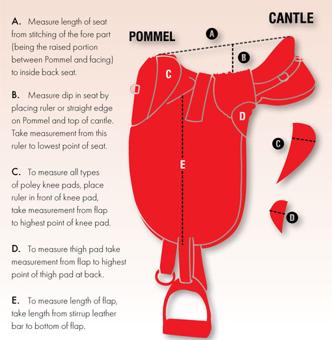 A. Measure length of seat
from stitching of the fore part
(being the raised portion
between Pommel and facing)
to inside back seat.
B. Measure dip in seat by
placing ruler or straight edge
on Pommel and top of cantle.
Take measurement from this
ruler to lowest point of seat.
C. To measure all types
of poley knee pads, place
ruler in front of knee pad,
take measurement from flap
to highest point of knee pad.
D. To measure thigh pad take
measurement from flap to highest
point of thigh pad at back.
E. To measure length of flap,
take length from stirrup leather
bar to bottom of flap.
POMMEL
CANTLE
A
B
C
D
E
C
D